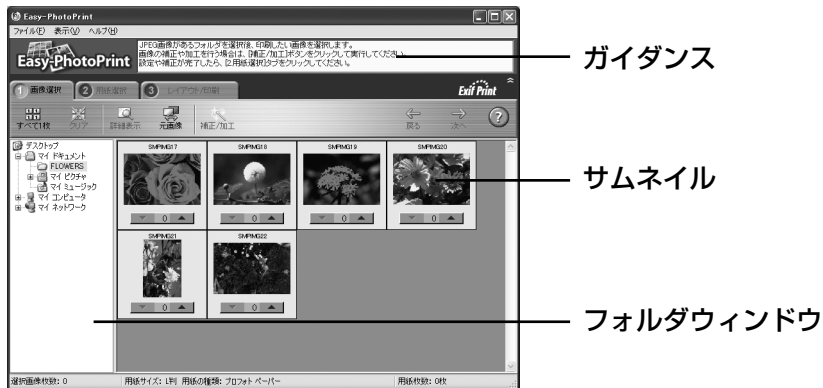 Easy-PhotoPrint
ファイル(F) 表示(V) ヘルプ(H)
Easy-PhotoPrint
JPEG画像があるフォルダを選択後、印刷したい画像を選択します。
画像の補正や加工を行う場合は、[補正/加工]ボタンをクリックして実行してください。
設定や補正が完了したら、[2.用紙選択]タブをクリックしてください。
ガイダンス
1 画像選択 2 用紙選択 3 レイアウト/印刷
Exif Print
すべて1枚 クリア 詳細表示 元画像 補正/加工 戻る 次へ ?
デスクトップ
マイ ドキュメント
FLOWERS
マイ ピクチャ
マイ ミュージック
マイ コンピュータ
マイ ネットワーク
SMPIMG17 SMPIMG18 SMPIMG19 SMPIMG20
0 0 0 0
サムネイル
SMPIMG21 SMPIMG22
0 0
フォルダウィンドウ
選択画像枚数: 0 用紙サイズ: L判 用紙の種類: プロフォト ペーパー 用紙枚数: 0枚